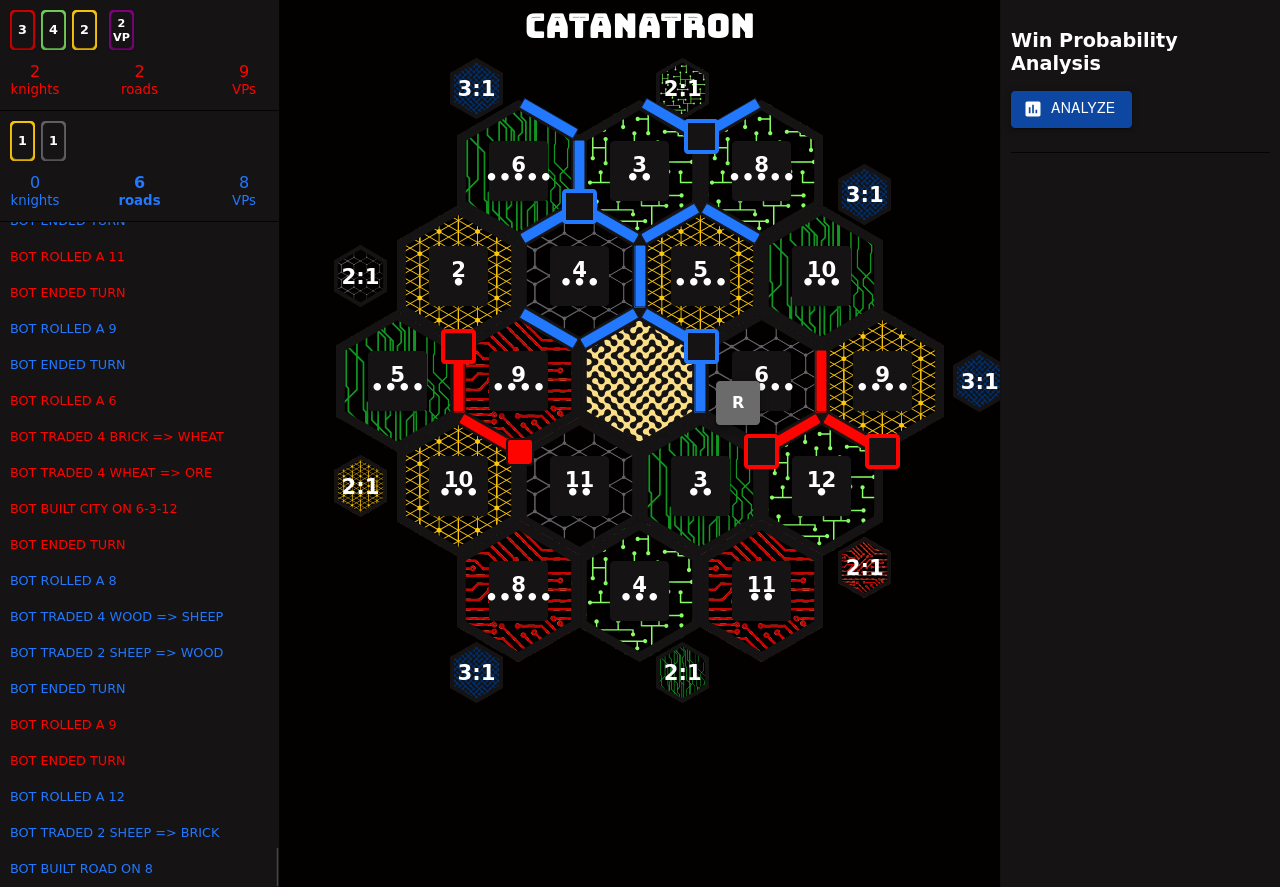 3 4 2 2 VP
2 2 9
knights roads VPs
1 1
0 6 8
knights roads VPs
BOT ENDED TURN
BOT ROLLED A 11
BOT ENDED TURN
BOT ROLLED A 9
BOT ENDED TURN
BOT ROLLED A 6
BOT TRADED 4 BRICK => WHEAT
BOT TRADED 4 WHEAT => ORE
BOT BUILT CITY ON 6-3-12
BOT ENDED TURN
BOT ROLLED A 8
BOT TRADED 4 WOOD => SHEEP
BOT TRADED 2 SHEEP => WOOD
BOT ENDED TURN
BOT ROLLED A 9
BOT ENDED TURN
BOT ROLLED A 12
BOT TRADED 2 SHEEP => BRICK
BOT BUILT ROAD ON 8
CATANATRON
3:1 2:1
6 3 8
3:1
2:1 2 4 5 10
5 9 6 9 3:1
R
2:1 10 11 3 12
8 4 11 2:1
3:1 2:1
Win Probability
Analysis
ANALYZE